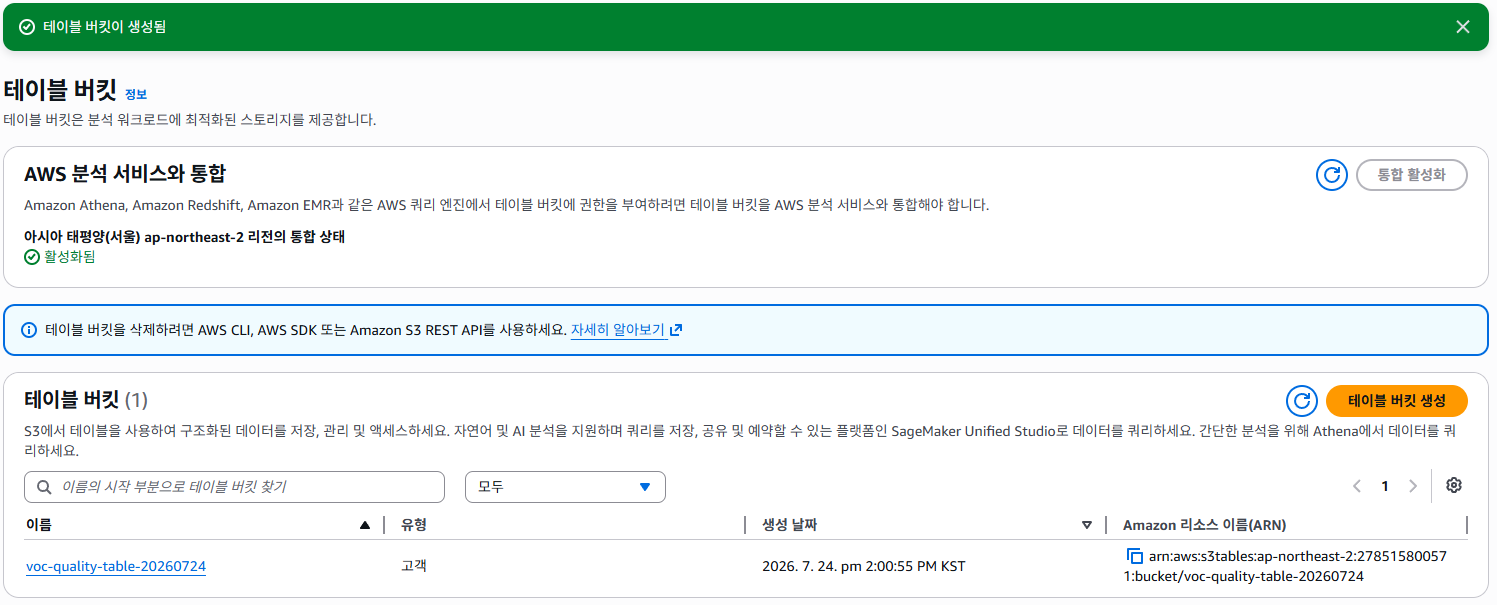 테이블 버킷이 생성됨
테이블 버킷 정보
테이블 버킷은 분석 워크로드에 최적화된 스토리지를 제공합니다.
AWS 분석 서비스와 통합
통합 활성화
Amazon Athena, Amazon Redshift, Amazon EMR과 같은 AWS 쿼리 엔진에서 테이블 버킷에 권한을 부여하려면 테이블 버킷을 AWS 분석 서비스와 통합해야 합니다.
아시아 태평양(서울) ap-northeast-2 리전의 통합 상태
활성화됨
테이블 버킷을 삭제하려면 AWS CLI, AWS SDK 또는 Amazon S3 REST API를 사용하세요. 자세히 알아보기
테이블 버킷 (1)
테이블 버킷 생성
S3에서 테이블을 사용하여 구조화된 데이터를 저장, 관리 및 액세스하세요. 자연어 및 AI 분석을 지원하며 쿼리를 저장, 공유 및 예약할 수 있는 플랫폼인 SageMaker Unified Studio로 데이터를 쿼리하세요. 간단한 분석을 위해 Athena에서 데이터를 쿼
리하세요.
이름의 시작 부분으로 테이블 버킷 찾기
모두
1
이름 유형 생성 날짜 Amazon 리소스 이름(ARN)
voc-quality-table-20260724 고객 2026. 7. 24. pm 2:00:55 PM KST arn:aws:s3tables:ap-northeast-2:27851580057
1:bucket/voc-quality-table-20260724